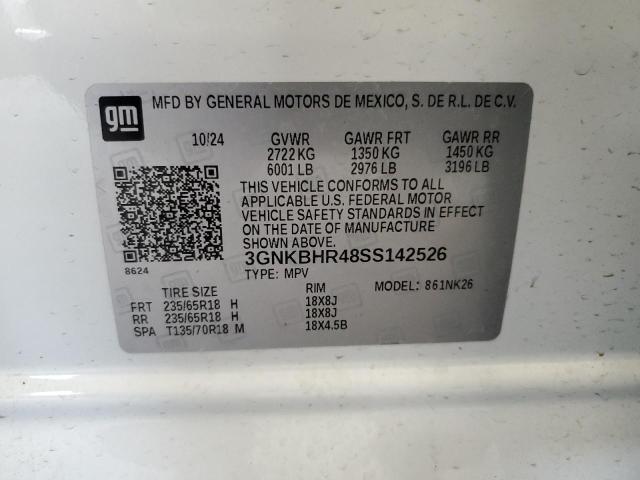 gm
MFD BY GENERAL MOTORS DE MEXICO, S. DE R.L. DE C.V.
10/24 GVWR GAWR FRT GAWR RR
2722 KG 1350 KG 1450 KG
6001 LB 2976 LB 3196 LB
THIS VEHICLE CONFORMS TO ALL
APPLICABLE U.S. FEDERAL MOTOR
VEHICLE SAFETY STANDARDS IN EFFECT
ON THE DATE OF MANUFACTURE
SHOWN ABOVE.
3GNKBHR48SS142526
8624
TYPE: MPV
MODEL: 861NK26
TIRE SIZE RIM
FRT 235/65R18 H 18X8J
RR 235/65R18 H 18X8J
SPA T135/70R18 M 18X4.5B